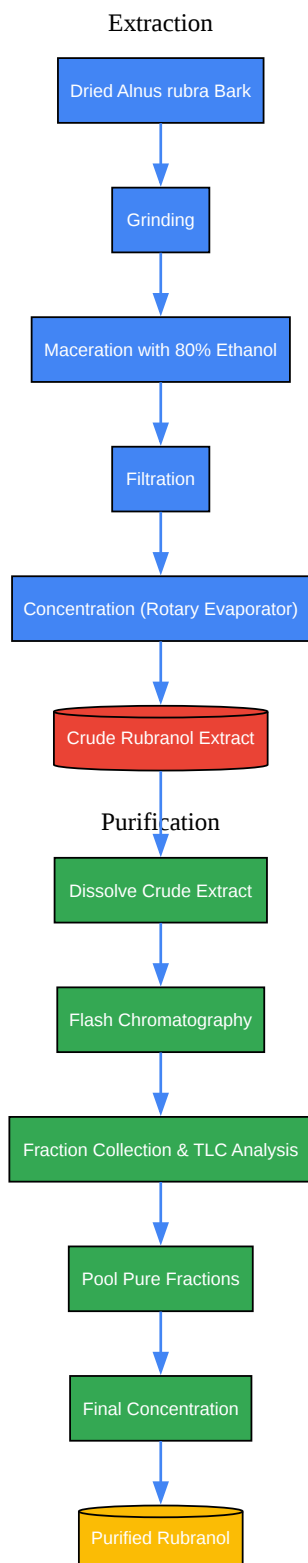 Extraction
Dried Alnus rubra Bark
Grinding
Maceration with 80% Ethanol
Filtration
Concentration (Rotary Evaporator)
Crude Rubranol Extract
Purification
Dissolve Crude Extract
Flash Chromatography
Fraction Collection & TLC Analysis
Pool Pure Fractions
Final Concentration
Purified Rubranol